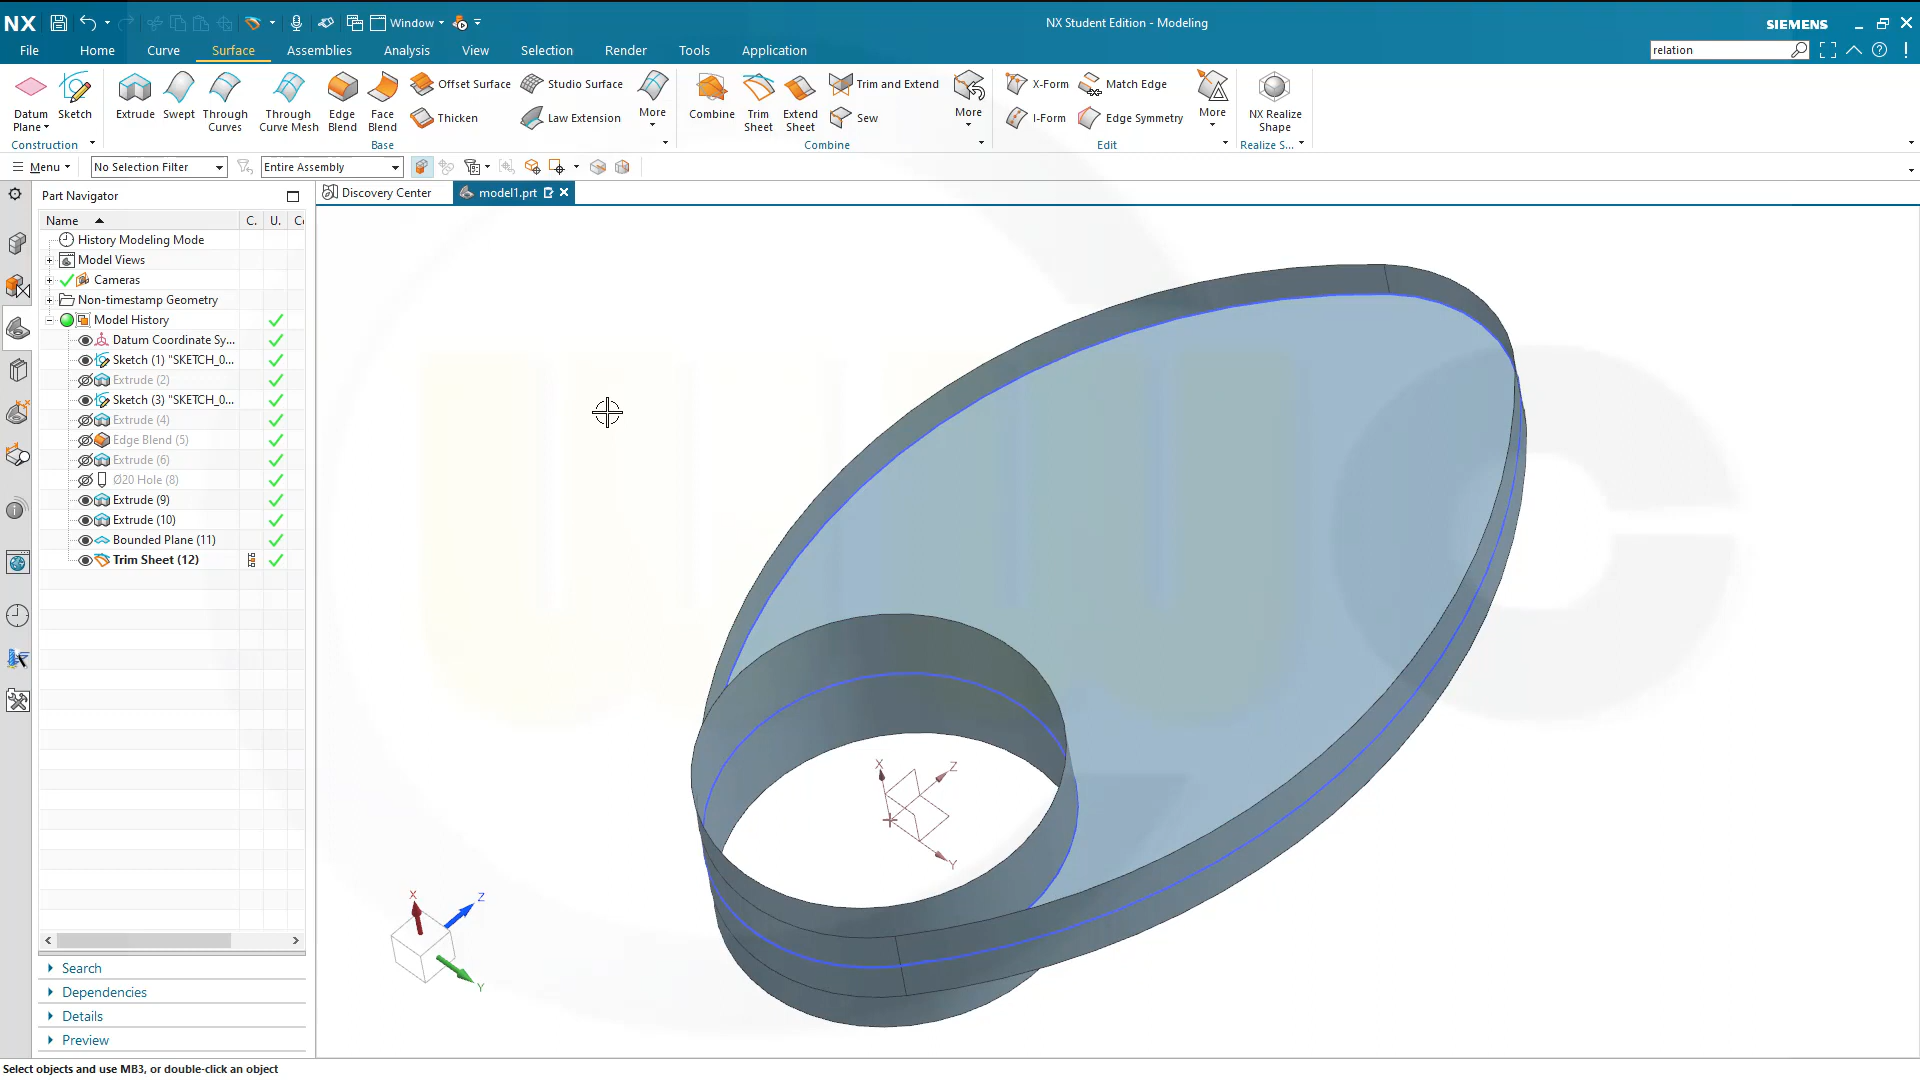 NX Window NX Student Edition - Modeling SIEMENS
File Home Curve Surface Assemblies Analysis View Selection Render Tools Application relation
Datum Plane Sketch Extrude Swept Through Curves Through Curve Mesh Edge Blend Face Blend Offset Surface Thicken Studio Surface Law Extension More Combine Trim Sheet Extend Sheet Trim and Extend Sew More X-Form I-Form Match Edge Edge Symmetry More NX Realize Shape
Construction Base Combine Edit Realize S...
Menu No Selection Filter Entire Assembly
Part Navigator Discovery Center model1.prt
Name C. U. Co
History Modeling Mode
Model Views
Cameras
Non-timestamp Geometry
Model History
Datum Coordinate Sy...
Sketch (1) "SKETCH_0...
Extrude (2)
Sketch (3) "SKETCH_0...
Extrude (4)
Edge Blend (5)
Extrude (6)
Ø20 Hole (8)
Extrude (9)
Extrude (10)
Bounded Plane (11)
Trim Sheet (12)
X Z
Y
X Z
Y
Search
Dependencies
Details
Preview
Select objects and use MB3, or double-click an object